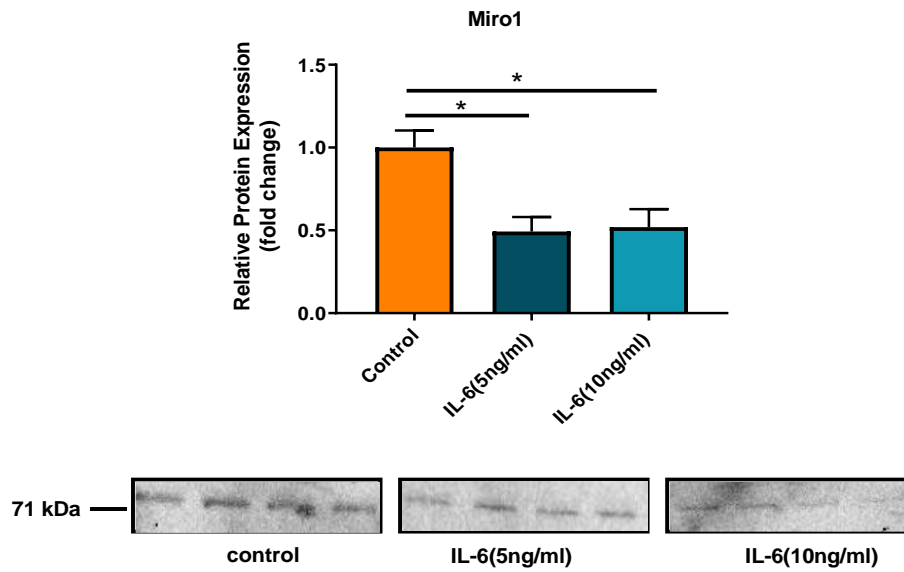 Miro1
Relative Protein Expression
(fold change)
1.5
1.0
0.5
0.0
*
*
Control
IL-6(5ng/ml)
IL-6(10ng/ml)
71 kDa
control
IL-6(5ng/ml)
IL-6(10ng/ml)